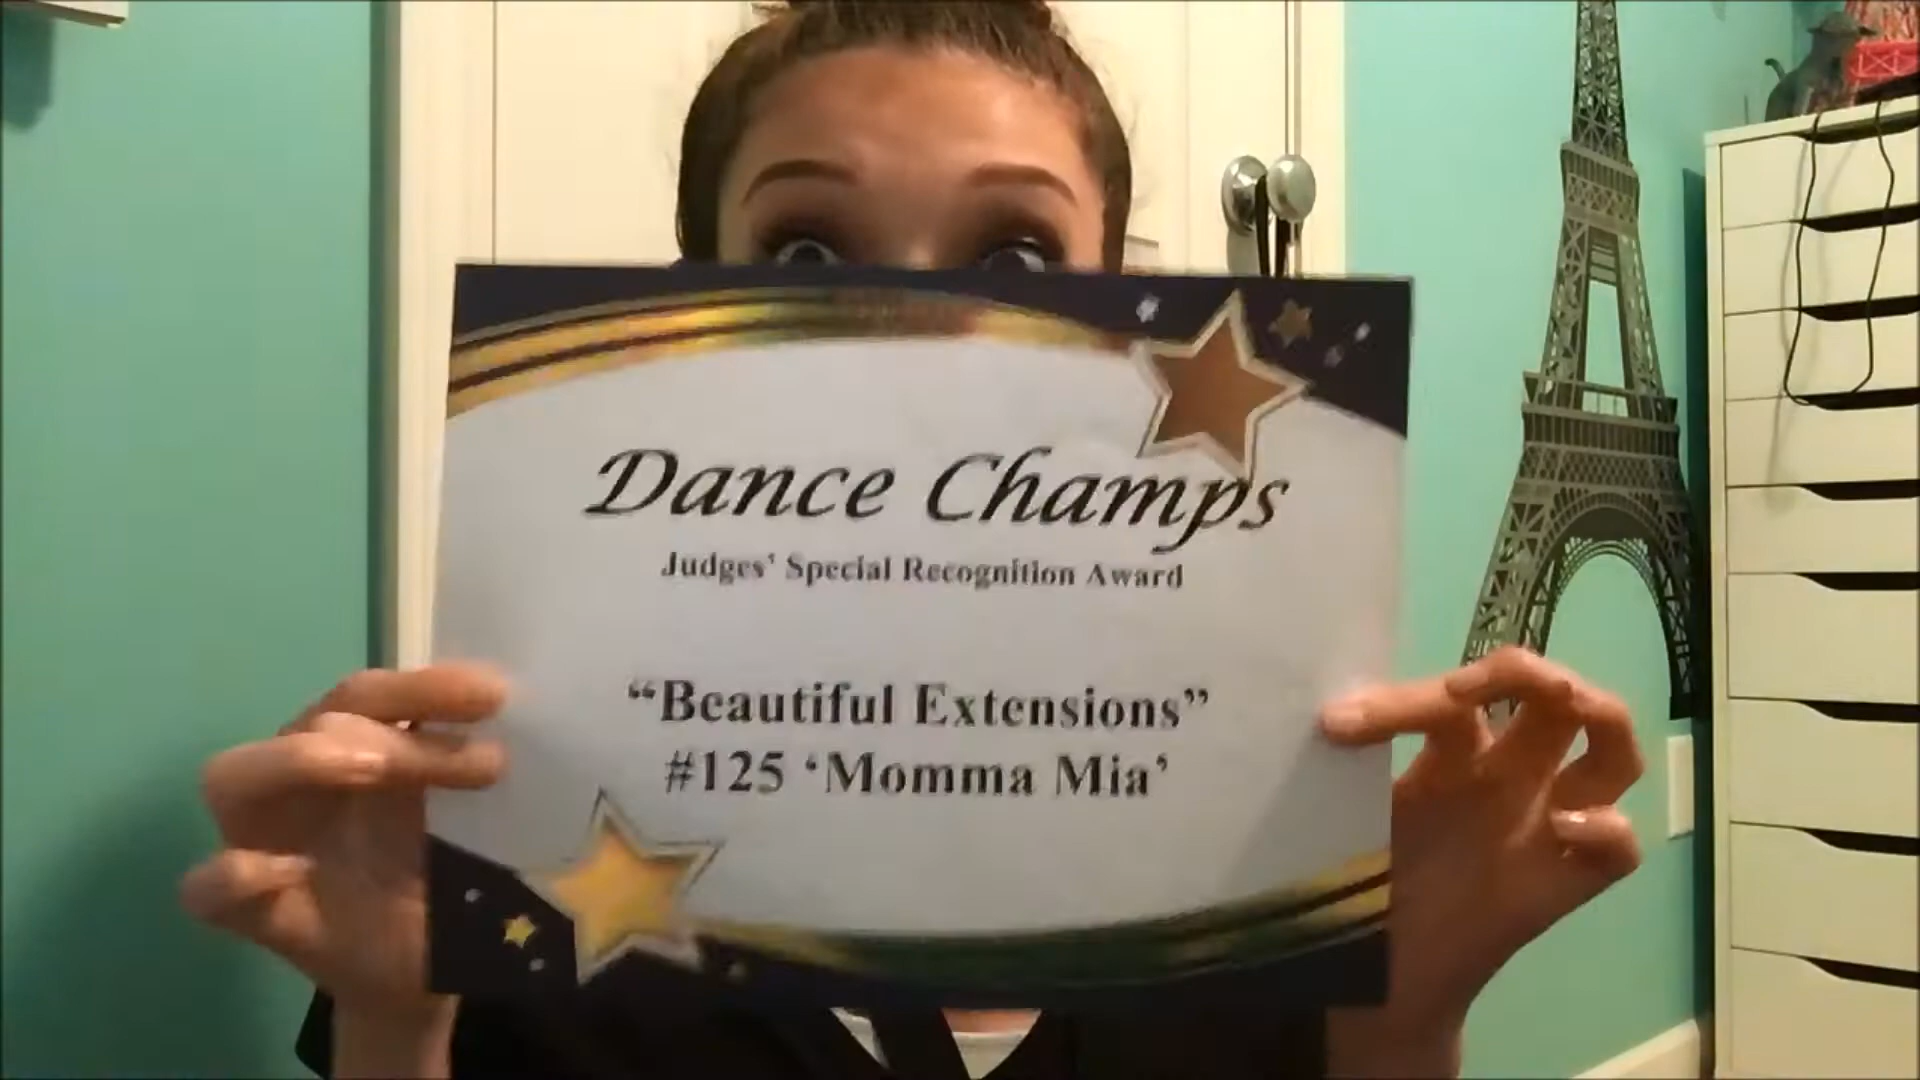 Dance Champs
Judges' Special Recognition Award
“Beautiful Extensions”
#125 ‘Momma Mia’